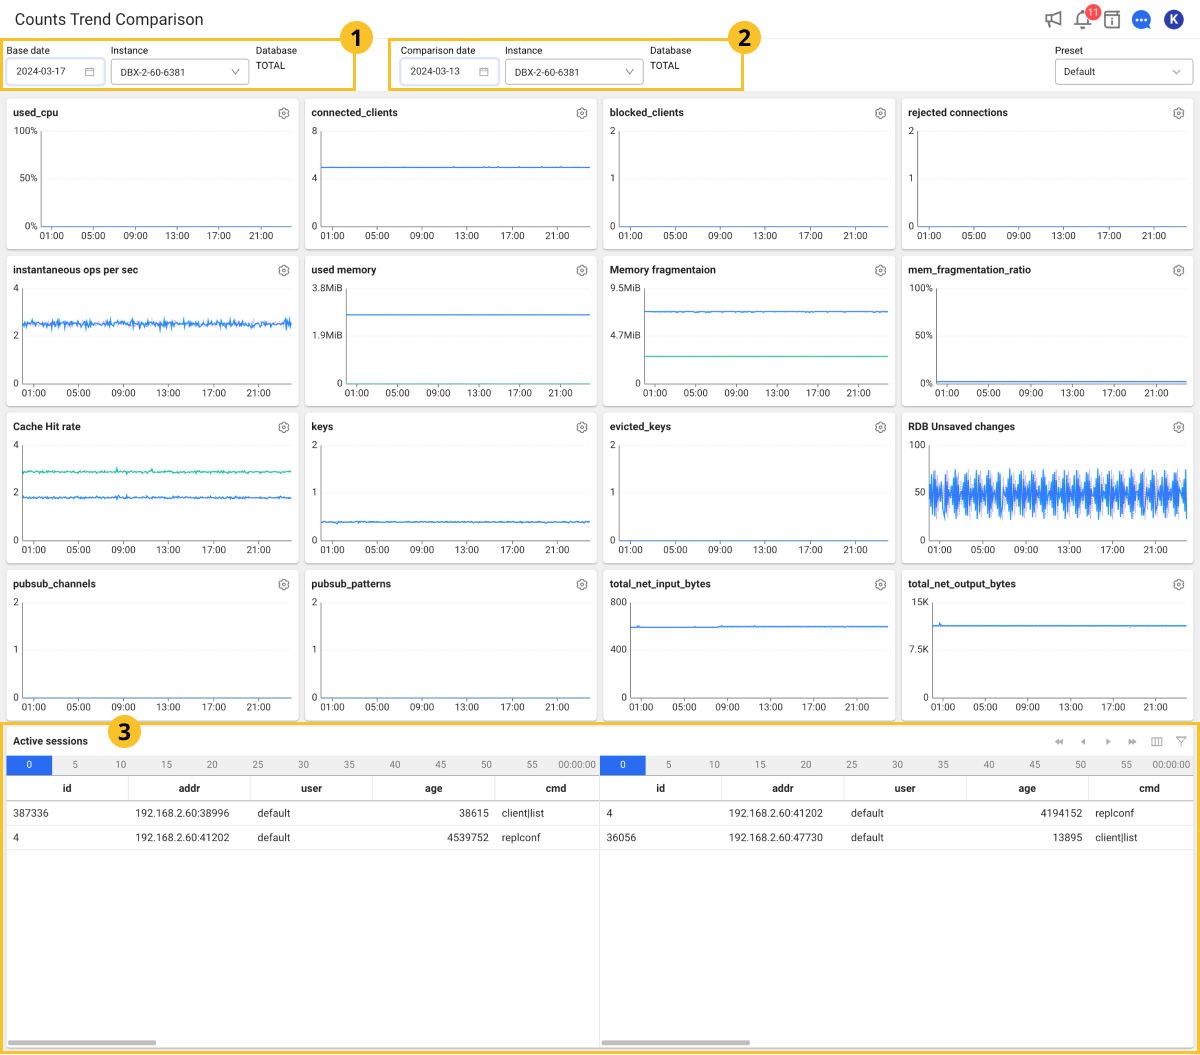 Counts Trend Comparison
11
K
1
2
Base date
Instance
Database
Comparison date
Instance
Database
Preset
2024-03-17
DBX-2-60-6381
TOTAL
2024-03-13
DBX-2-60-6381
TOTAL
Default
used_cpu
100%
50%
0%
01:00 05:00 09:00 13:00 17:00 21:00
connected_clients
8
4
0
01:00 05:00 09:00 13:00 17:00 21:00
blocked_clients
2
1
0
01:00 05:00 09:00 13:00 17:00 21:00
rejected connections
2
1
0
01:00 05:00 09:00 13:00 17:00 21:00
instantaneous ops per sec
4
2
0
01:00 05:00 09:00 13:00 17:00 21:00
used memory
3.8MiB
1.9MiB
0
01:00 05:00 09:00 13:00 17:00 21:00
Memory fragmentaion
9.5MiB
4.7MiB
0
01:00 05:00 09:00 13:00 17:00 21:00
mem_fragmentation_ratio
100%
50%
0%
01:00 05:00 09:00 13:00 17:00 21:00
Cache Hit rate
4
2
0
01:00 05:00 09:00 13:00 17:00 21:00
keys
2
1
0
01:00 05:00 09:00 13:00 17:00 21:00
evicted_keys
2
1
0
01:00 05:00 09:00 13:00 17:00 21:00
RDB Unsaved changes
100
50
0
01:00 05:00 09:00 13:00 17:00 21:00
pubsub_channels
2
1
0
01:00 05:00 09:00 13:00 17:00 21:00
pubsub_patterns
2
1
0
01:00 05:00 09:00 13:00 17:00 21:00
total_net_input_bytes
800
400
0
01:00 05:00 09:00 13:00 17:00 21:00
total_net_output_bytes
15K
7.5K
0
01:00 05:00 09:00 13:00 17:00 21:00
3
Active sessions
0 5 10 15 20 25 30 35 40 45 50 55 00:00:00 0 5 10 15 20 25 30 35 40 45 50 55 00:00:00
id addr user age cmd id addr user age cmd
387336 192.168.2.60:38996 default 38615 client|list 4 192.168.2.60:41202 default 4194152 replconf
4 192.168.2.60:41202 default 4539752 replconf 36056 192.168.2.60:47730 default 13895 client|list